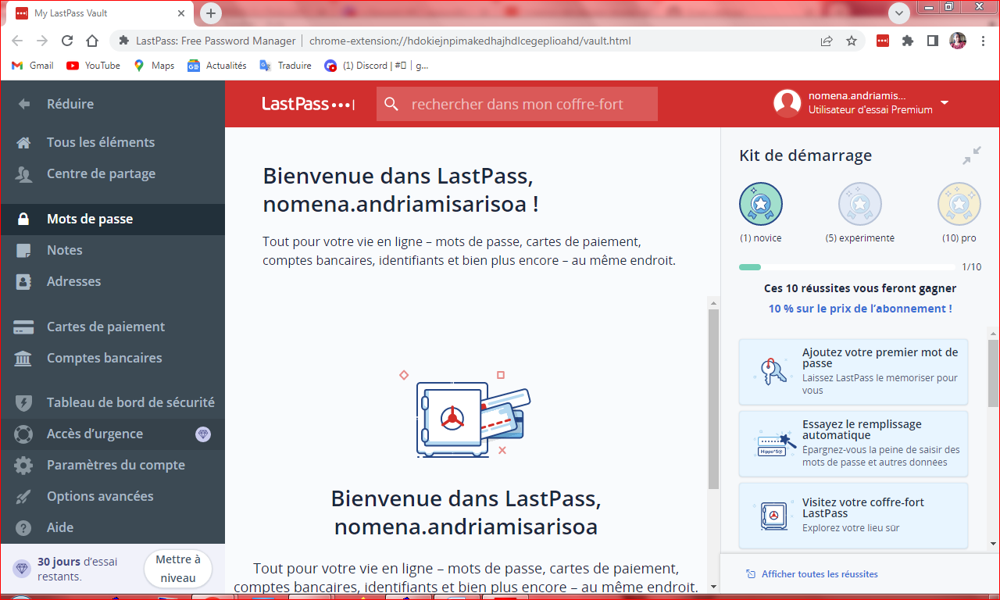 My LastPass Vault
LastPass: Free Password Manager
chrome-extension://hdokiejnpimakedhajhdlcegeplioahd/vault.html
Gmail
YouTube
Maps
Actualités
Traduire
(1) Discord | #▯ | g...
Réduire
Tous les éléments
Centre de partage
Mots de passe
Notes
Adresses
Cartes de paiement
Comptes bancaires
Tableau de bord de sécurité
Accès d'urgence
Paramètres du compte
Options avancées
Aide
30 jours d'essai
restants.
Mettre à
niveau
LastPass
rechercher dans mon coffre-fort
nomena.andriamis...
Utilisateur d'essai Premium
Bienvenue dans LastPass,
nomena.andriamisarisoa !
Tout pour votre vie en ligne – mots de passe, cartes de paiement,
comptes bancaires, identifiants et bien plus encore – au même endroit.
Bienvenue dans LastPass,
nomena.andriamisarisoa
Tout pour votre vie en ligne – mots de passe, cartes de paiement,
comptes bancaires, identifiants et bien plus encore – au même endroit.
Kit de démarrage
(1) novice
(5) expérimenté
(10) pro
1/10
Ces 10 réussites vous feront gagner
10 % sur le prix de l'abonnement !
Ajoutez votre premier mot de
passe
Laissez LastPass le mémoriser pour
vous
Essayez le remplissage
automatique
Épargnez-vous la peine de saisir des
mots de passe et autres données
Hippo*5@
Visitez votre coffre-fort
LastPass
Explorez votre lieu sûr
Afficher toutes les réussites